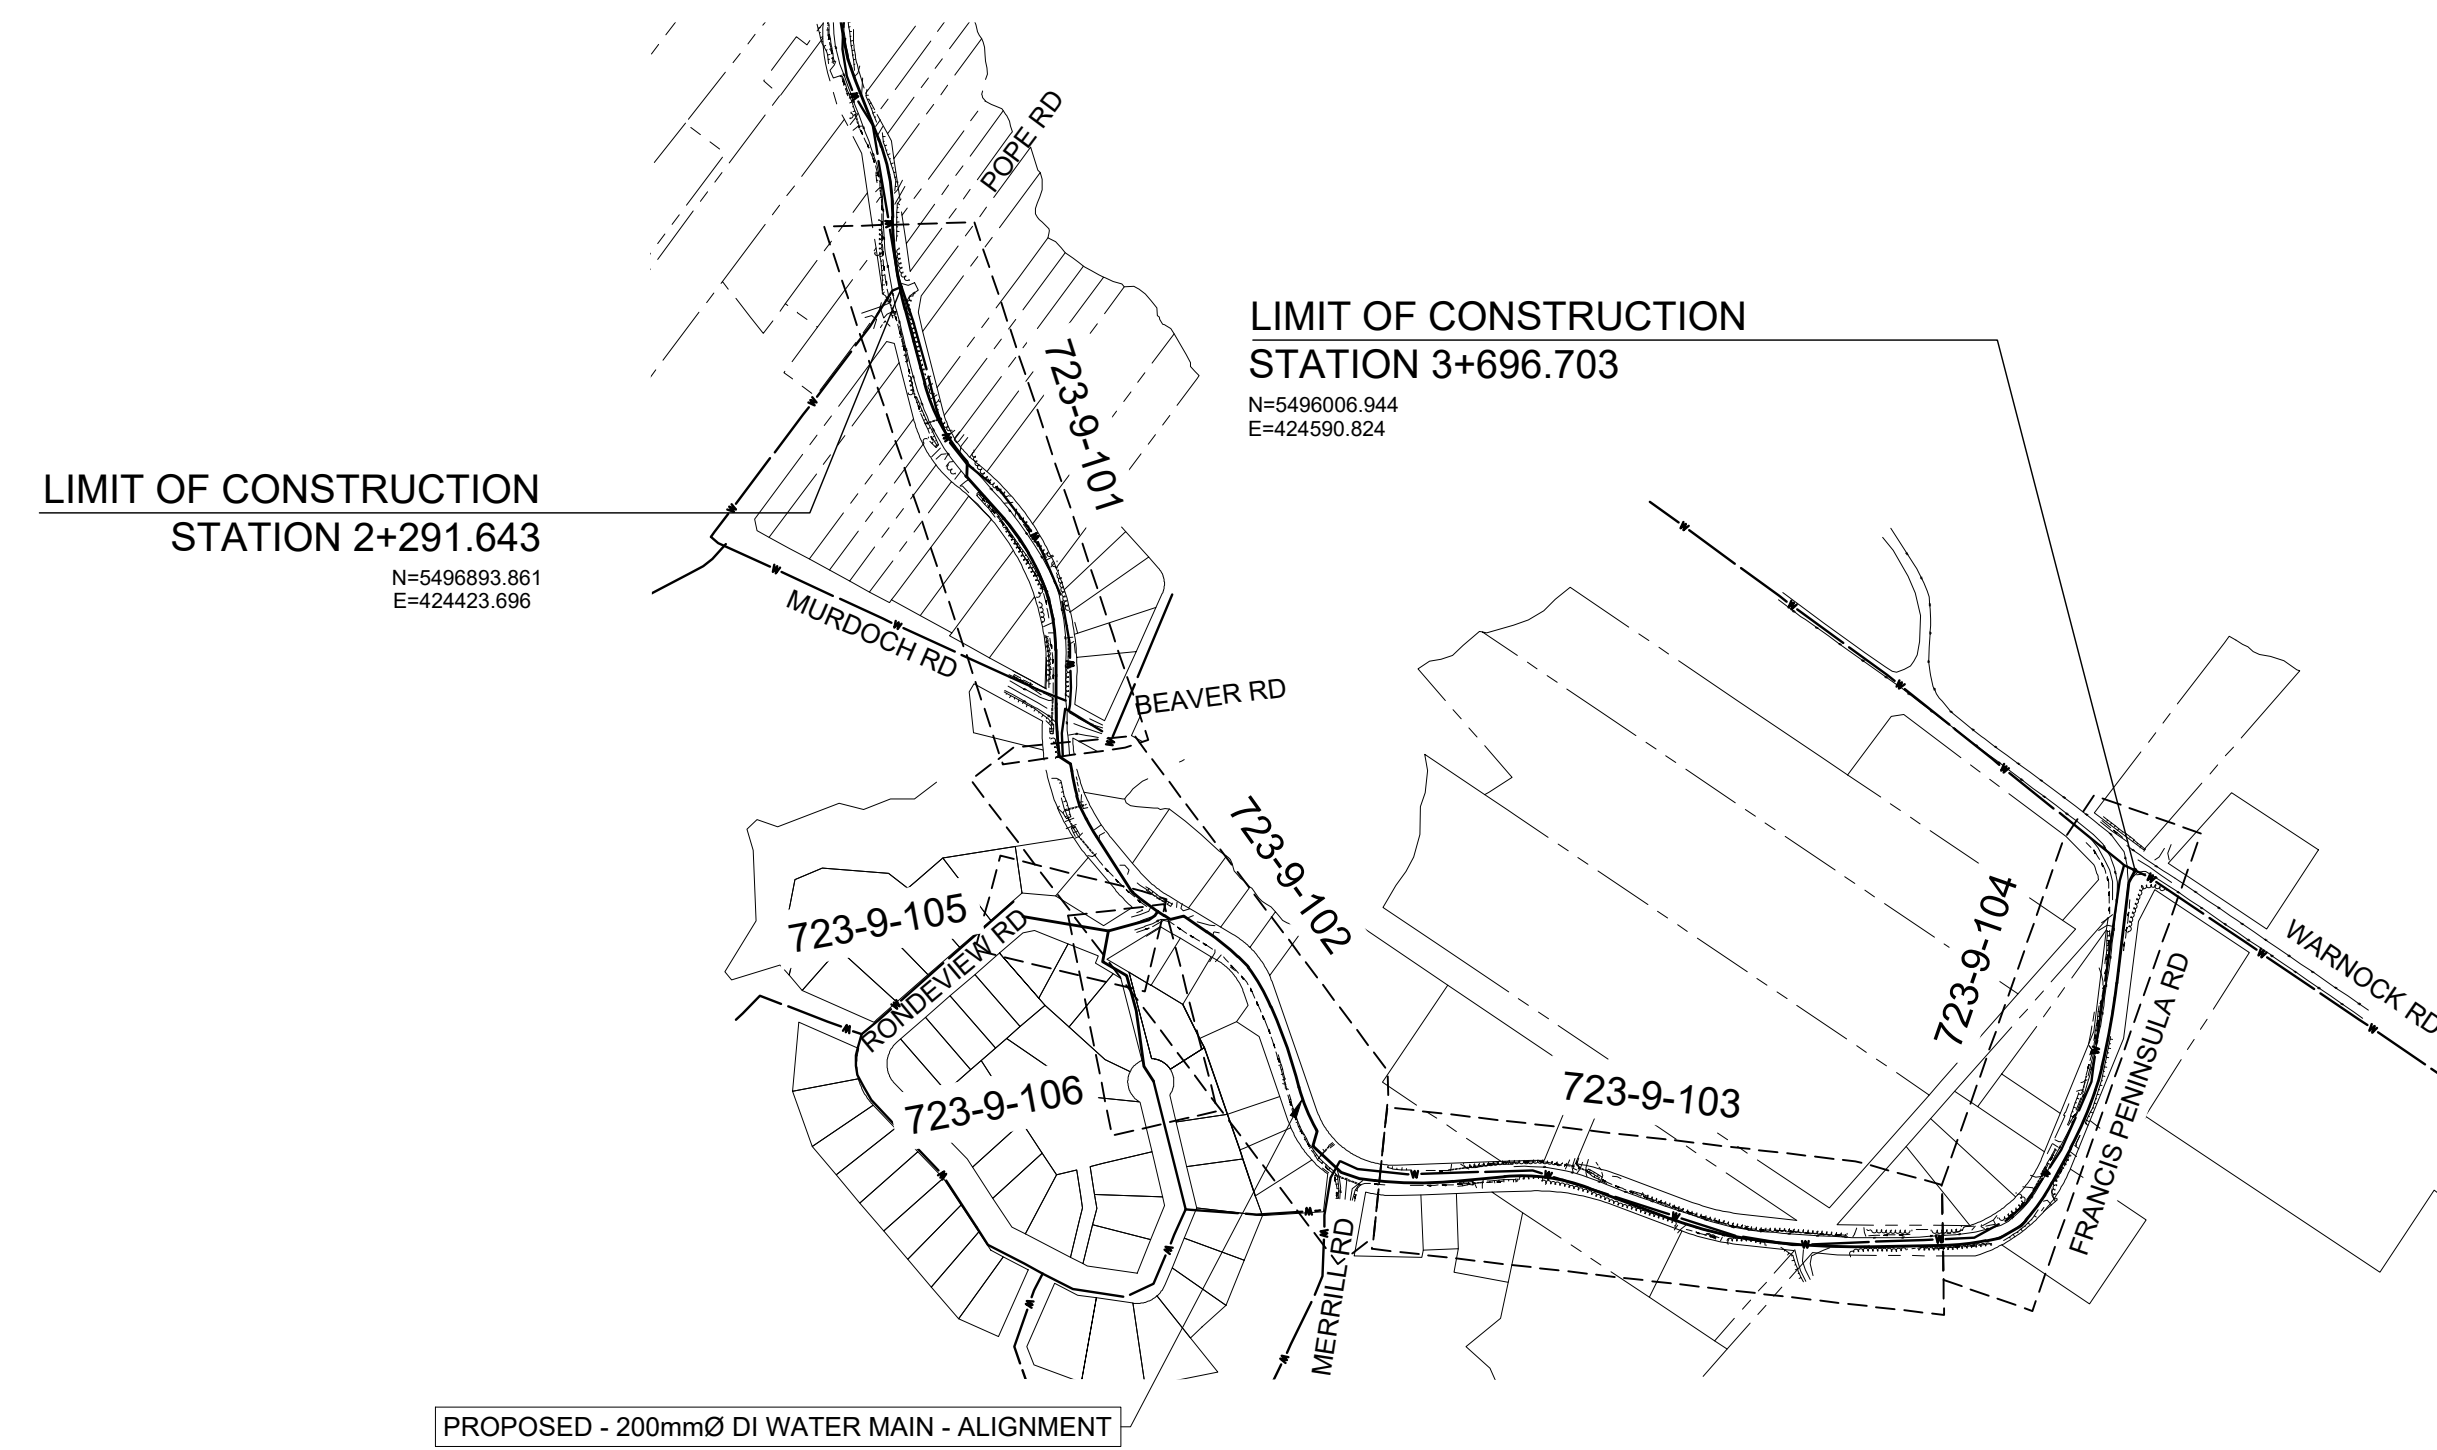 POPE RD
LIMIT OF CONSTRUCTION
STATION 3+696.703
N=5496006.944
E=424590.824
723-9-101
LIMIT OF CONSTRUCTION
STATION 2+291.643
N=5496893.861
E=424423.696
MURDOCH RD
BEAVER RD
723-9-102
723-9-105
RONDEVIEW RD
723-9-104
WARNOCK RD
FRANCIS PENINSULA RD
723-9-106
723-9-103
MERRILL RD
PROPOSED - 200mmØ DI WATER MAIN - ALIGNMENT